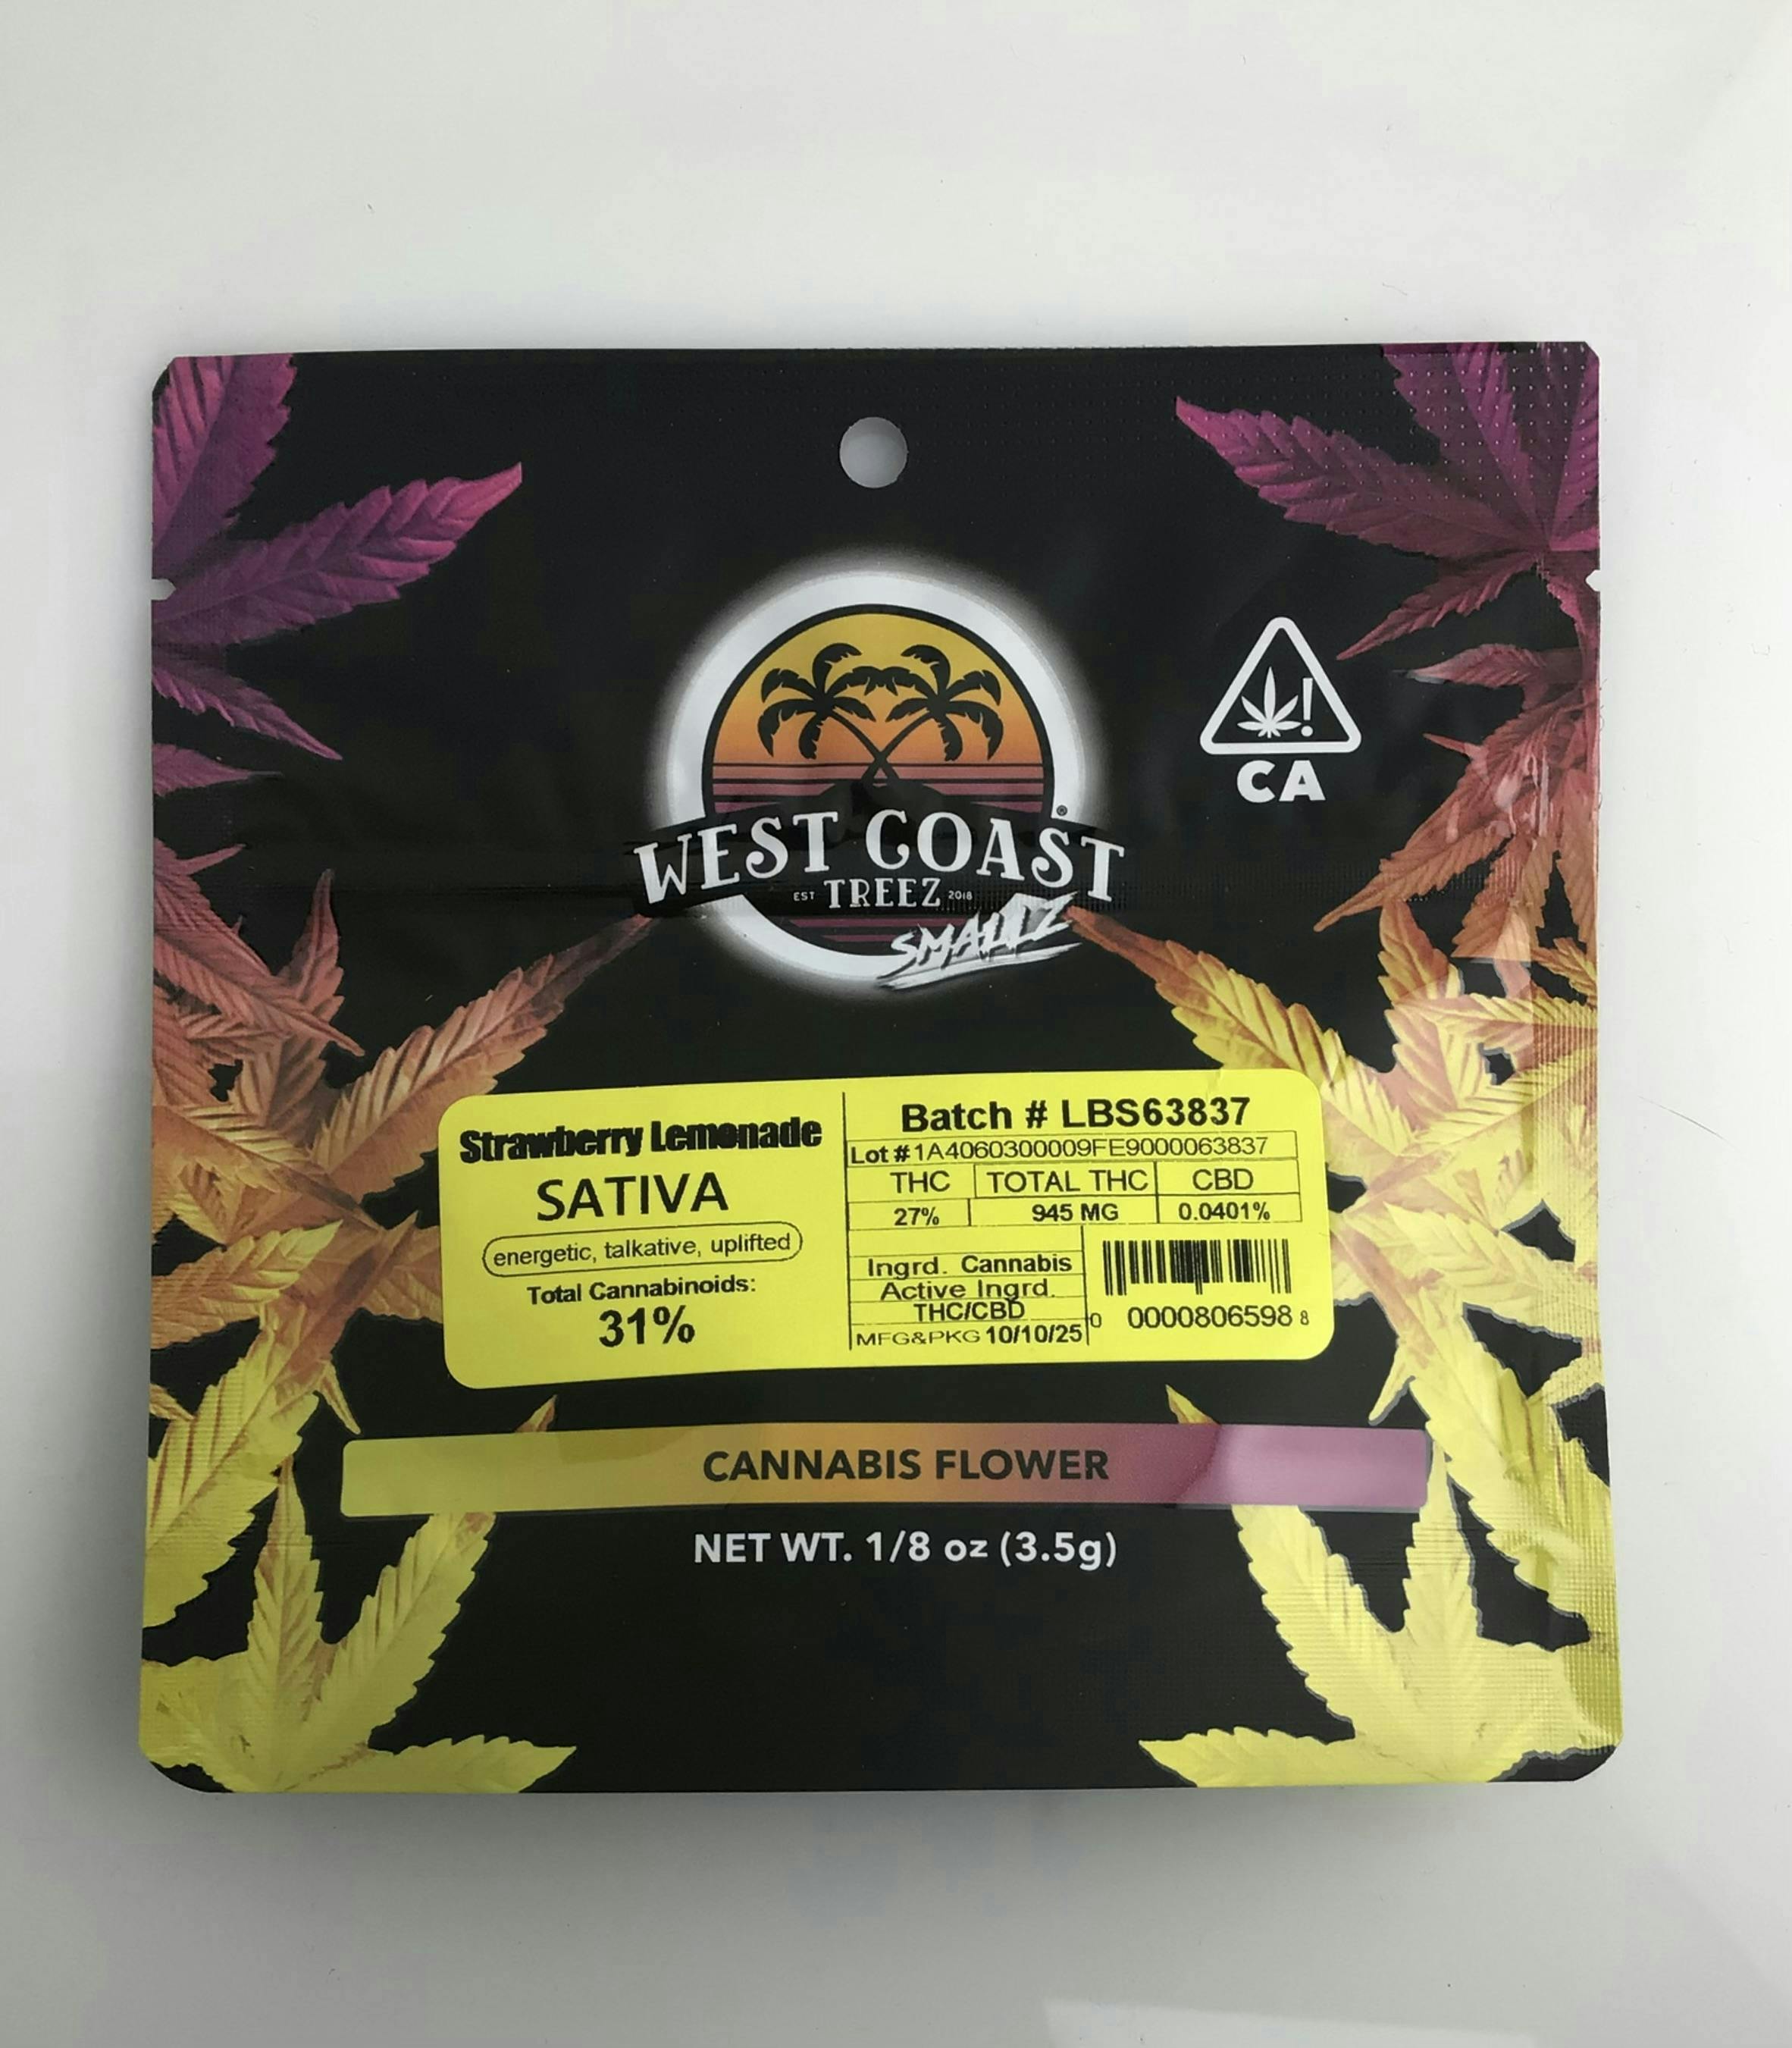 WEST COAST®
EST TREEZ 2018
SMALLZ
CA
Strawberry Lemonade
SATIVA
energetic, talkative, uplifted
Total Cannabinoids:
31%
Batch # LBS63837
Lot # 1A4060300009FE9000063837
THC TOTAL THC CBD
27% 945 MG 0.0401%
Ingrd. Cannabis
Active Ingrd.
THC/CBD
MFG&PKG 10/10/25
0 0000806598 8
CANNABIS FLOWER
NET WT. 1/8 oz (3.5g)